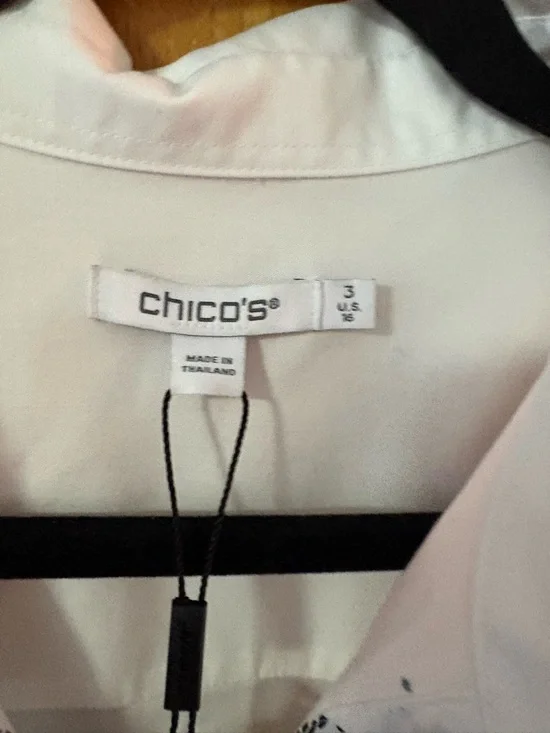 chico's®
3
U.S.
16
MADE IN
THAILAND